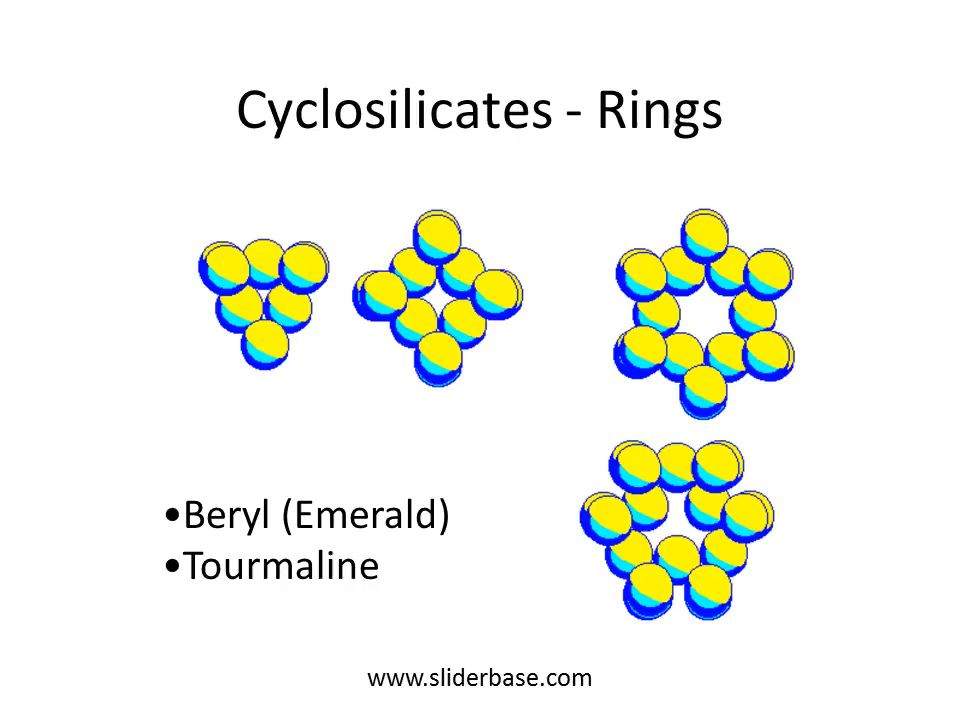 Cyclosilicates - Rings
•Beryl (Emerald)
•Tourmaline
www.sliderbase.com